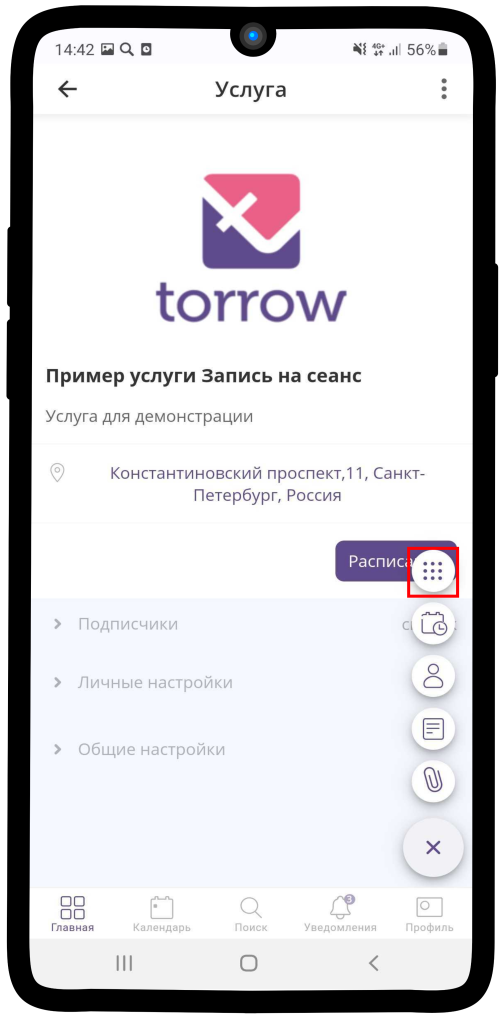 14:42
4G+
56%
Услуга
torrow
Пример услуги Запись на сеанс
Услуга для демонстрации
Константиновский проспект,11, Санкт-
Петербург, Россия
Подписчики
Личные настройки
Общие настройки
3
Главная Календарь Поиск Уведомления Профиль